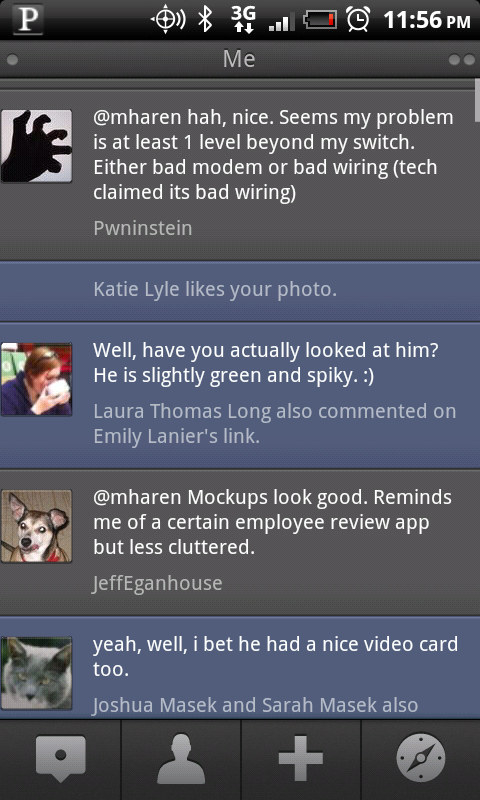 P 3G 11:56 PM
Me
@mharen hah, nice. Seems my problem
is at least 1 level beyond my switch.
Either bad modem or bad wiring (tech
claimed its bad wiring)
Pwninstein
Katie Lyle likes your photo.
Well, have you actually looked at him?
He is slightly green and spiky. :)
Laura Thomas Long also commented on
Emily Lanier's link.
@mharen Mockups look good. Reminds
me of a certain employee review app
but less cluttered.
JeffEganhouse
yeah, well, i bet he had a nice video card
too.
Joshua Masek and Sarah Masek also